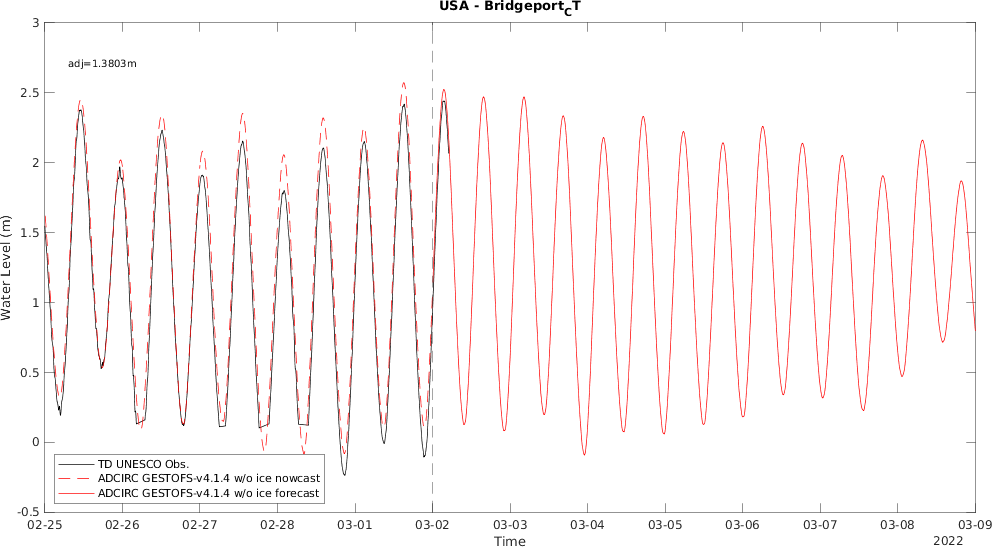 USA - Bridgeport_CT
adj=1.3803m
3
2.5
2
1.5
1
0.5
0
-0.5
Water Level (m)
TD UNESCO Obs.
ADCIRC GESTOFS-v4.1.4 w/o ice nowcast
ADCIRC GESTOFS-v4.1.4 w/o ice forecast
02-25 02-26 02-27 02-28 03-01 03-02 03-03 03-04 03-05 03-06 03-07 03-08 03-09
Time
2022